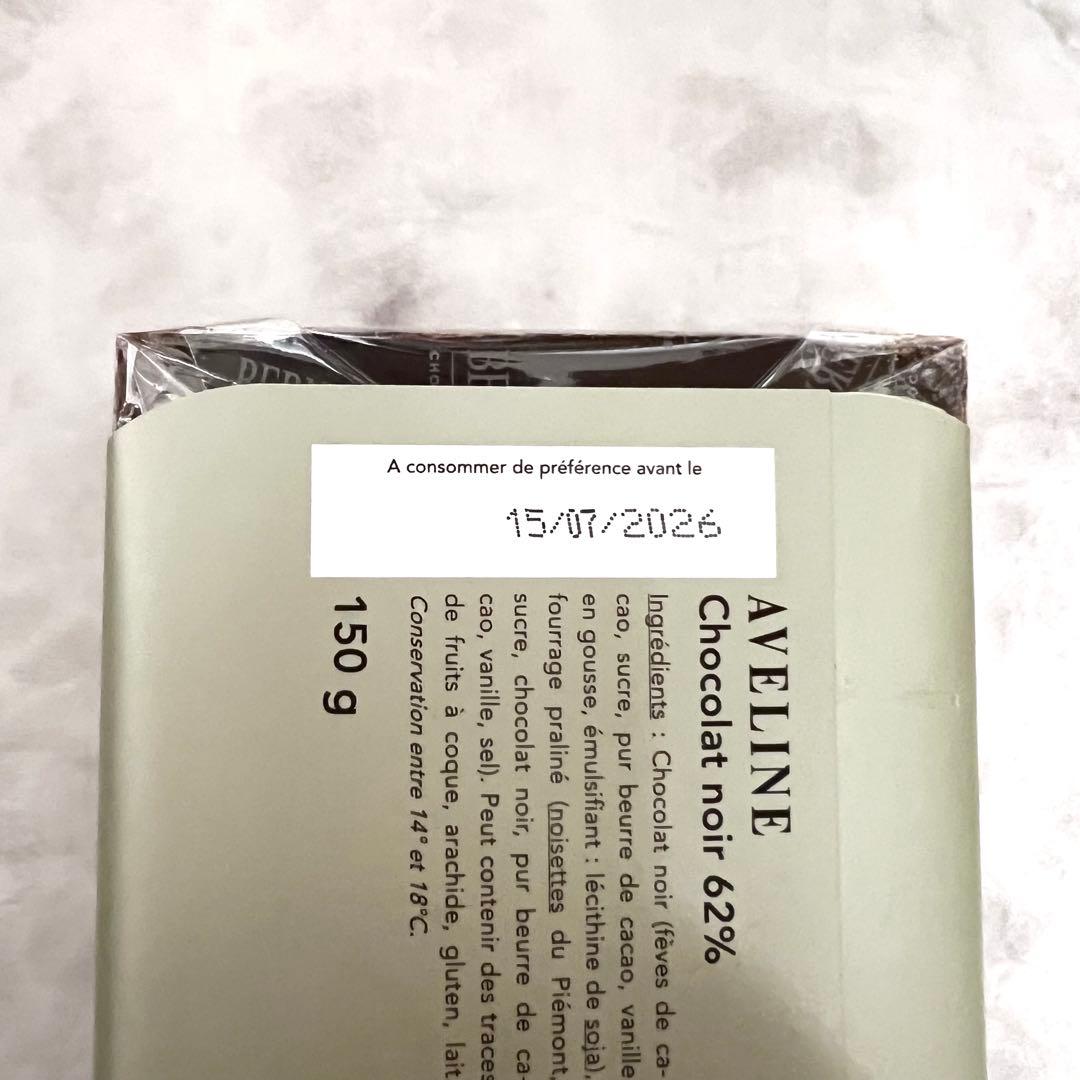 A consommer de préférence avant le
15/07/2026
AVELINE
Chocolat noir 62%
Ingrédients : Chocolat noir (fèves de ca-
cao, sucre, pur beurre de cacao, vanille
en gousse, émulsifiant : lécithine de soja),
fourrage praliné (noisettes du Piémont,
sucre, chocolat noir, pur beurre de ca-
cao, vanille, sel). Peut contenir des traces
de fruits à coque, arachide, gluten, lait
Conservation entre 14° et 18°C.
150 g